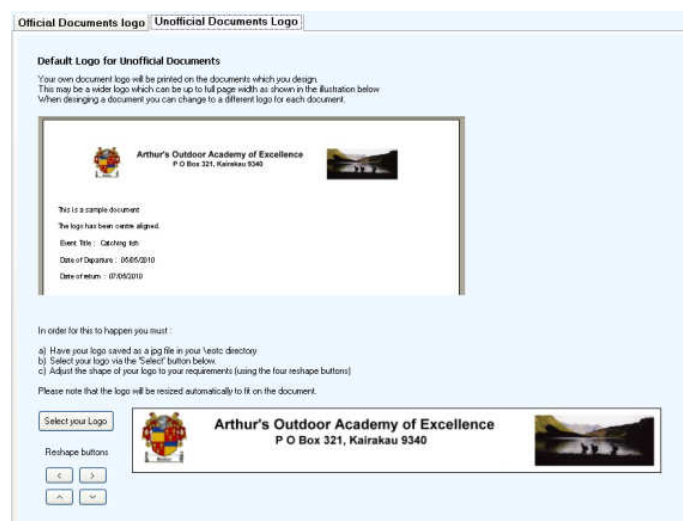 Official Documents logo
Unofficial Documents Logo
Default Logo for Unofficial Documents
Your own document logo will be printed on the documents which you design.
This may be a wider logo which can be up to full page width as shown in the illustration below
When desinging a document you can change to a different logo for each document.
Arthur's Outdoor Academy of Excellence
P O Box 321, Kairakau 9340
This is a sample document
The logo has been centre aligned.
Event Title : Catching fish
Date of Departure : 05/05/2010
Date of return : 07/05/2010
In order for this to happen you must :
a) Have your logo saved as a jpg file in your \eotc directory
b) Select your logo via the 'Select' button below.
c) Adjust the shape of your logo to your requirements (using the four reshape buttons)
Please note that the logo will be resized automatically to fit on the document.
Select your Logo
Arthur's Outdoor Academy of Excellence
P O Box 321, Kairakau 9340
Reshape buttons